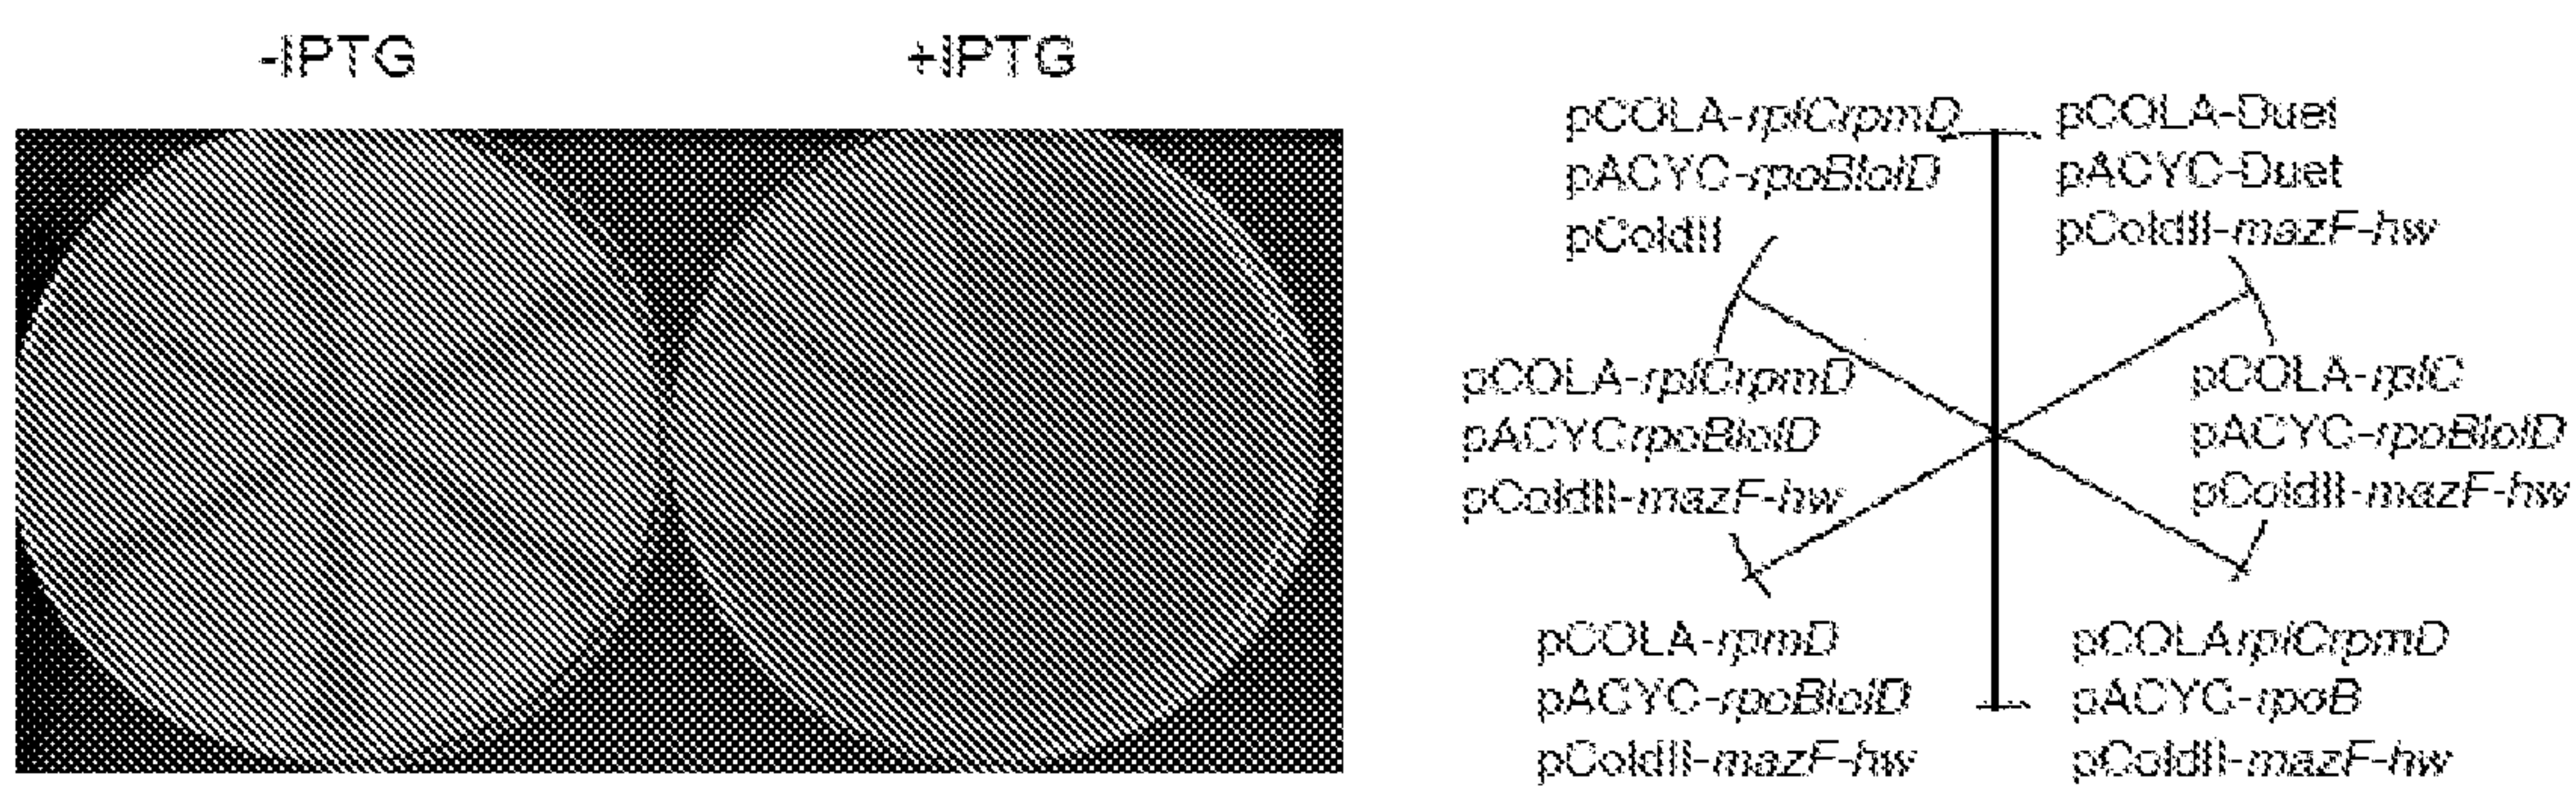 -IPTG
+IPTG
pCOLA-rplCrpmD
pACYC-rpoBlolD
pColdII
pCOLA-Duet
pACYC-Duet
pColdII-mazF-hw
pCOLA-rplCrpmD
pACYCrpoBlolD
pColdII-mazF-hw
pCOLA-rplC
pACYC-rpoBlolD
pColdII-mazF-hw
pCOLA-rpmD
pACYC-rpoBlolD
pColdII-mazF-hw
pCOLArplCrpmD
pACYC-rpoB
pColdII-mazF-hw